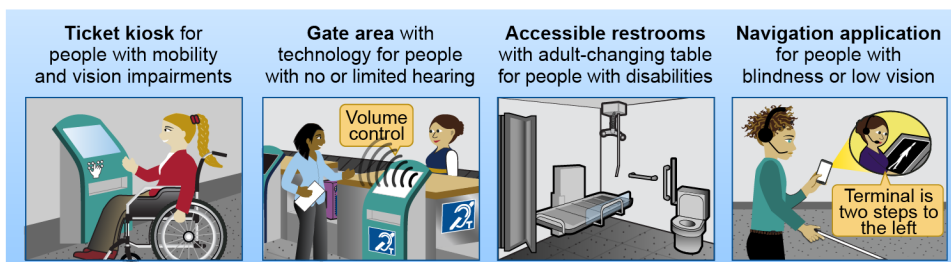 Ticket kiosk for
people with mobility
and vision impairments
Gate area with
technology for people
with no or limited hearing
Volume
control
Accessible restrooms
with adult-changing table
for people with disabilities
Navigation application
for people with
blindness or low vision
Terminal is
two steps to
the left